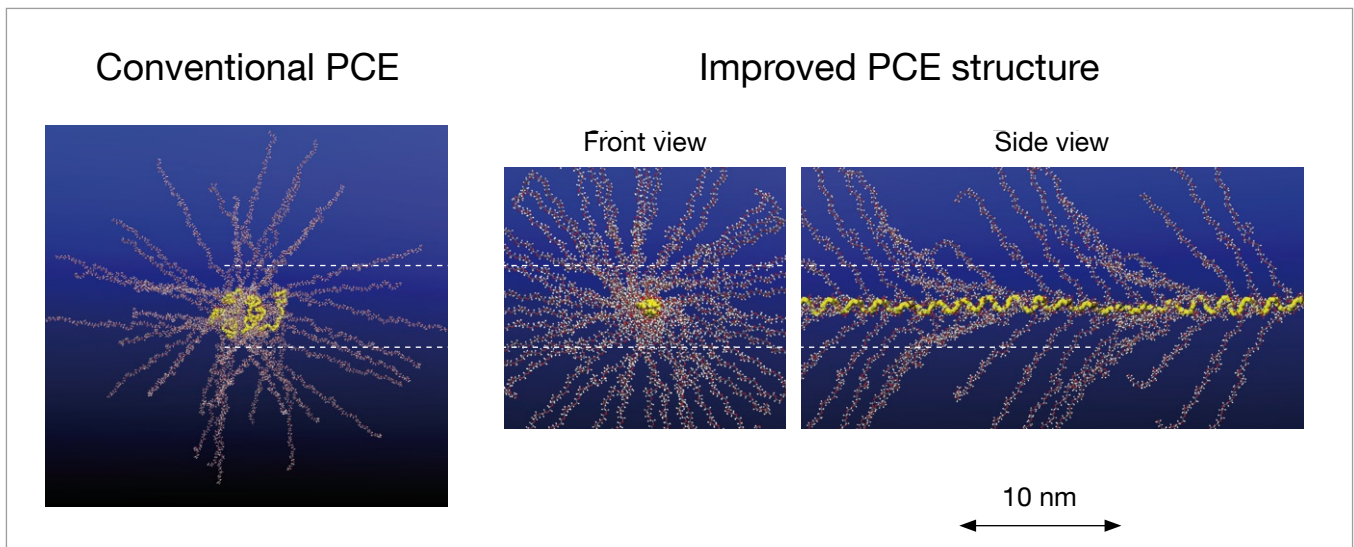 Conventional PCE
Improved PCE structure
Front view
Side view
10 nm